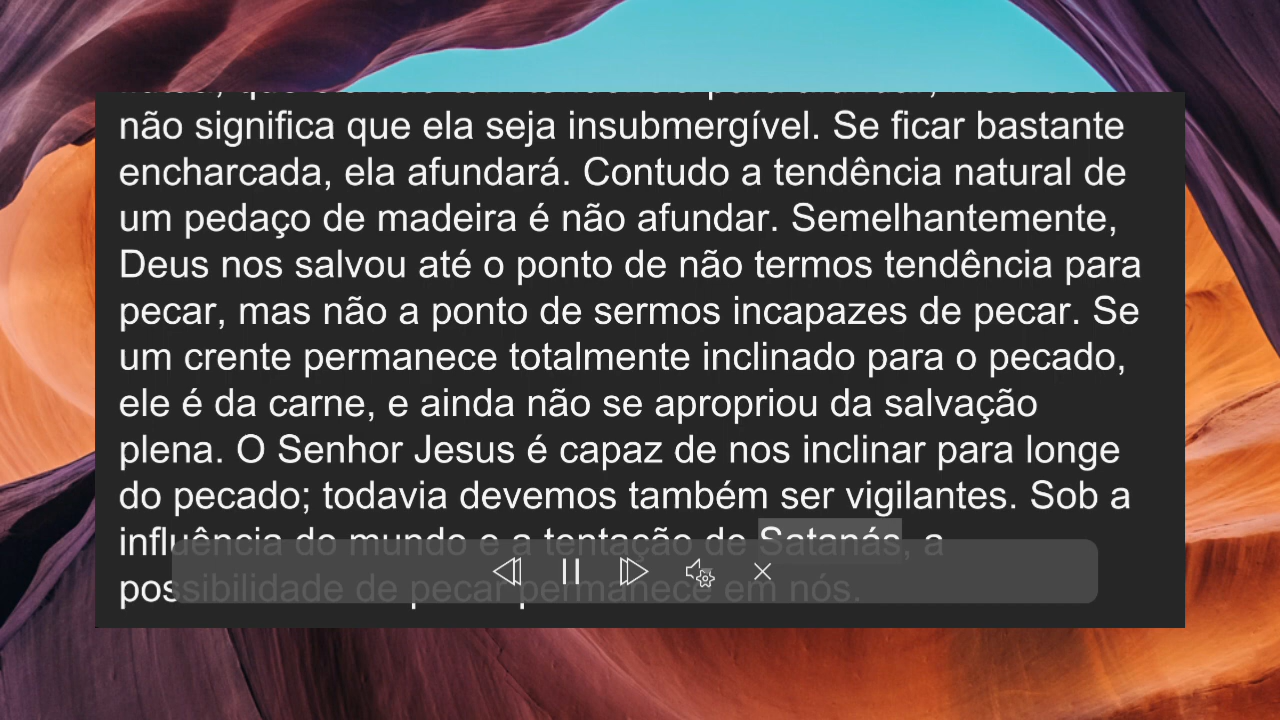 não significa que ela seja insubmergível. Se ficar bastante
encharcada, ela afundará. Contudo a tendência natural de
um pedaço de madeira é não afundar. Semelhantemente,
Deus nos salvou até o ponto de não termos tendência para
pecar, mas não a ponto de sermos incapazes de pecar. Se
um crente permanece totalmente inclinado para o pecado,
ele é da carne, e ainda não se apropriou da salvação
plena. O Senhor Jesus é capaz de nos inclinar para longe
do pecado; todavia devemos também ser vigilantes. Sob a
influência do mundo e a tentação de Satanás, a
possibilidade de pecar permanece em nós.